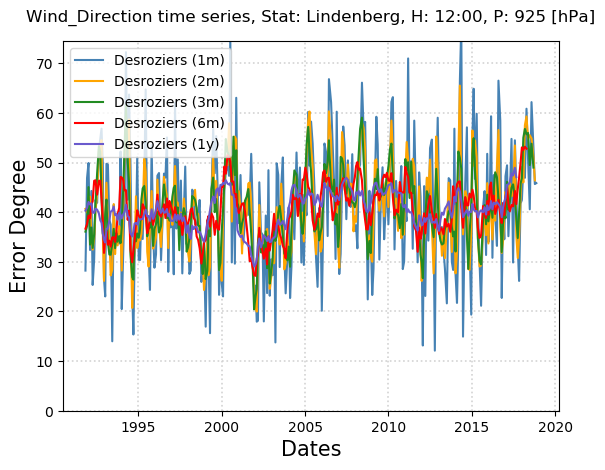 Wind_Direction time series, Stat: Lindenberg, H: 12:00, P: 925 [hPa]
Desroziers (1m)
Desroziers (2m)
Desroziers (3m)
Desroziers (6m)
Desroziers (1y)
Error Degree
70
60
50
40
30
20
10
0
1995 2000 2005 2010 2015 2020
Dates